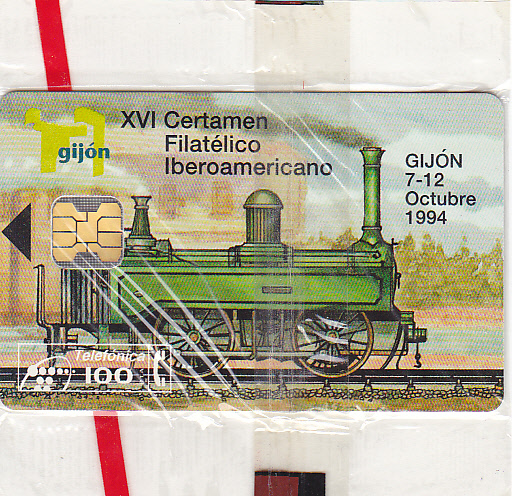 gijón
XVI Certamen
Filatélico
Iberoamericano
GIJÓN
7-12
Octubre
1994
Telefónica
100